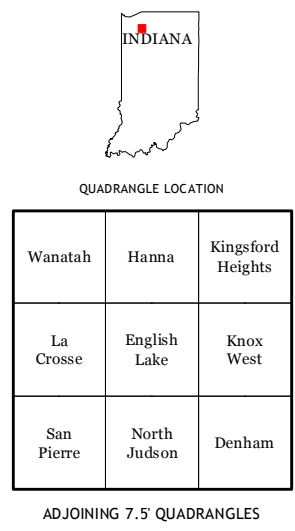 INDIANA
QUADRANGLE LOCATION
Wanatah
Hanna
Kingsford
Heights
La
Crosse
English
Lake
Knox
West
San
Pierre
North
Judson
Denham
ADJOINING 7.5' QUADRANGLES